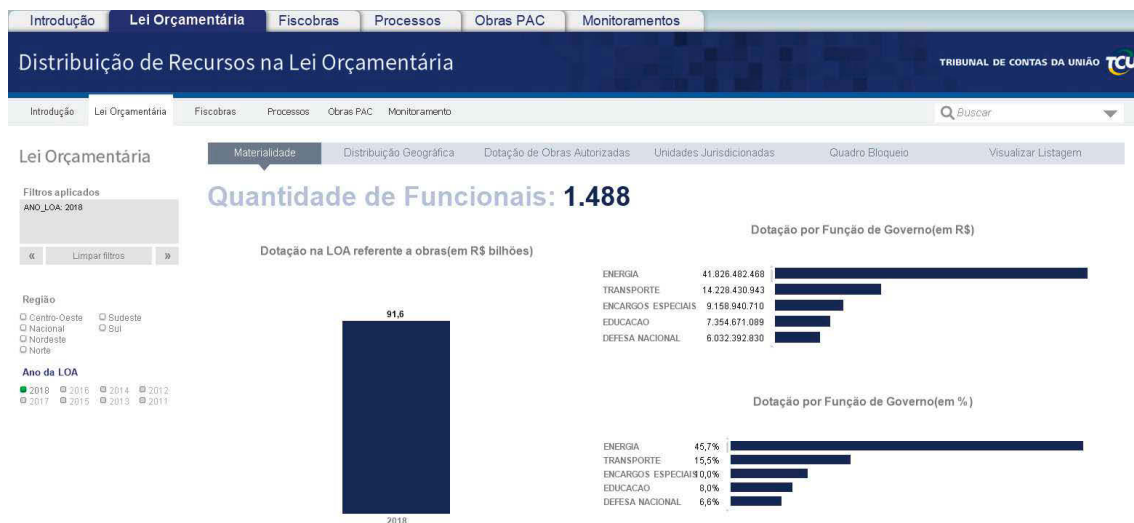 Introdução Lei Orçamentária Fiscobras Processos Obras PAC Monitoramentos
Distribuição de Recursos na Lei Orçamentária
TRIBUNAL DE CONTAS DA UNIÃO TCU
Introdução Lei Orçamentária Fiscobras Processos Obras PAC Monitoramento
Buscar
Lei Orçamentária
Materialidade Distribuição Geográfica Dotação de Obras Autorizadas Unidades Jurisdicionadas Quadro Bloqueio Visualizar Listagem
Filtros aplicados
ANO_LOA: 2018
« Limpar filtros »
Região
Centro-Oeste Sudeste
Nacional Sul
Nordeste
Norte
Ano da LOA
2018 2016 2014 2012
2017 2015 2013 2011
Quantidade de Funcionais: 1.488
Dotação na LOA referente a obras(em R$ bilhões)
91,6
2018
Dotação por Função de Governo(em R$)
ENERGIA 41.826.482.468
TRANSPORTE 14.228.430.943
ENCARGOS ESPECIAIS 9.158.940.710
EDUCACAO 7.354.671.089
DEFESA NACIONAL 6.032.392.830
Dotação por Função de Governo(em %)
ENERGIA 45,7%
TRANSPORTE 15,5%
ENCARGOS ESPECIAIS 10,0%
EDUCACAO 8,0%
DEFESA NACIONAL 6,6%